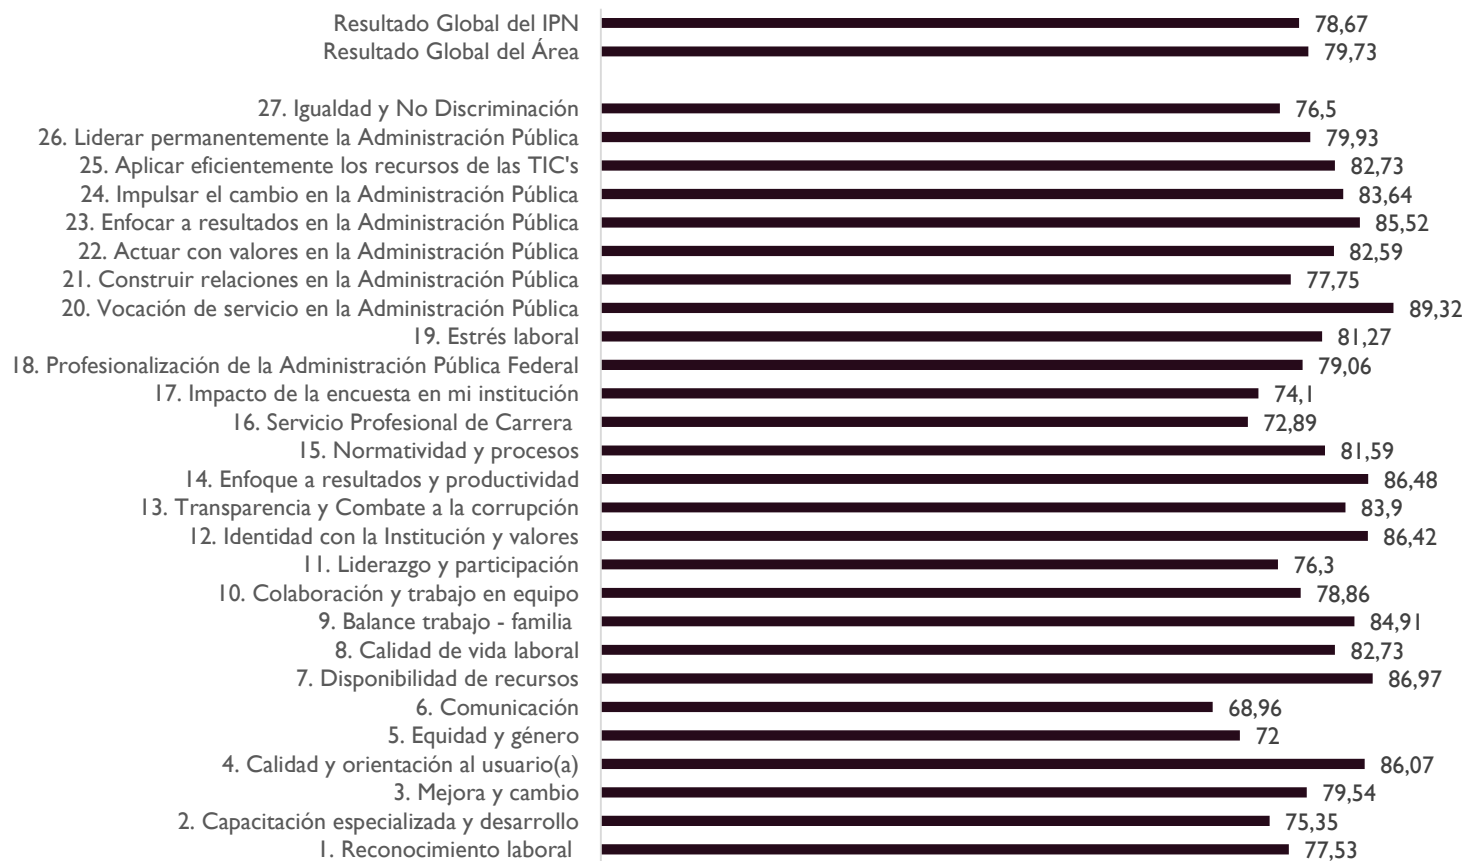 Resultado Global del IPN 78,67
Resultado Global del Área 79,73
27. Igualdad y No Discriminación 76,5
26. Liderar permanentemente la Administración Pública 79,93
25. Aplicar eficientemente los recursos de las TIC's 82,73
24. Impulsar el cambio en la Administración Pública 83,64
23. Enfocar a resultados en la Administración Pública 85,52
22. Actuar con valores en la Administración Pública 82,59
21. Construir relaciones en la Administración Pública 77,75
20. Vocación de servicio en la Administración Pública 89,32
19. Estrés laboral 81,27
18. Profesionalización de la Administración Pública Federal 79,06
17. Impacto de la encuesta en mi institución 74,1
16. Servicio Profesional de Carrera 72,89
15. Normatividad y procesos 81,59
14. Enfoque a resultados y productividad 86,48
13. Transparencia y Combate a la corrupción 83,9
12. Identidad con la Institución y valores 86,42
11. Liderazgo y participación 76,3
10. Colaboración y trabajo en equipo 78,86
9. Balance trabajo - familia 84,91
8. Calidad de vida laboral 82,73
7. Disponibilidad de recursos 86,97
6. Comunicación 68,96
5. Equidad y género 72
4. Calidad y orientación al usuario(a) 86,07
3. Mejora y cambio 79,54
2. Capacitación especializada y desarrollo 75,35
1. Reconocimiento laboral 77,53